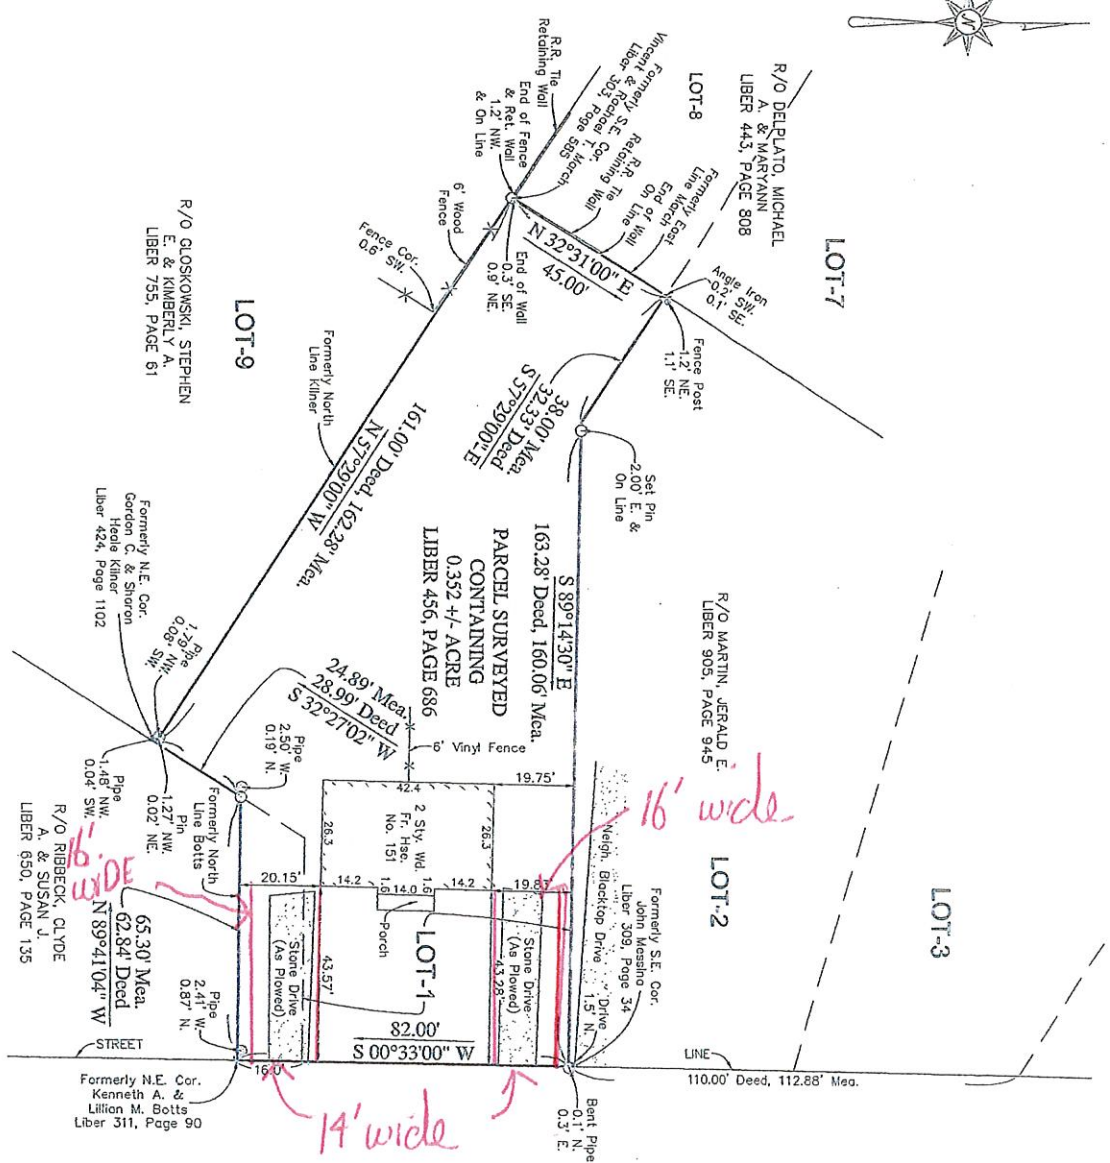 N
R/O DELPLATO, MICHAEL
A. & MARYANN
LIBER 443, PAGE 808
LOT-8
LOT-7
Formerly S.E. Cor.
Vincent & Rachael T. March
Liber 303, Page 585
R.R. Tie
Retaining Wall
End of Fence
& Ret. Wall
1.2' NW.
& On Line
R.R. Tie
Retaining Wall
End of Wall
On Line
Formerly East
Line March
N 32°31'00" E
45.00'
Angle Iron
0.2' SW.
0.1' SE.
Fence Post
1.2' NE.
1.1' SE.
End of Wall
0.3' SE.
0.9' NE.
6' Wood
Fence
Fence Cor.
0.6' SW.
38.00' Mea.
32.33' Deed
S 57°29'00" E
Set Pin
2.00' E. &
On Line
R/O GLOSKOWSKI, STEPHEN
E. & KIMBERLY A.
LIBER 755, PAGE 61
LOT-9
Formerly North
Line Kilner
161.00' Deed, 162.28' Mea.
N 57°29'00" W
S 89°14'30" E
163.28' Deed, 160.06' Mea.
PARCEL SURVEYED
CONTAINING
0.352 +/- ACRE
LIBER 456, PAGE 686
R/O MARTIN, JERALD E.
LIBER 905, PAGE 945
LOT-2
LOT-3
Formerly N.E. Cor.
Gordon C. & Sharon
Heale Kilner
Liber 424, Page 1102
Pipe
1.79' NW.
0.08' SW.
24.89' Mea.
28.99' Deed
S 32°27'02" W
Pipe
2.50' W.
0.19' N.
Pin
1.27' NW.
0.02' NE.
Pipe
1.48' NW.
0.04' SW.
6' Vinyl Fence
42.4
19.75'
26.3
26.3
2 Sty. Wd.
Fr. Hse.
No. 151
16' wide
Neigh. Blacktop Drive
Drive
1.5' N.
Formerly S.E. Cor.
John Messina
Liber 309, Page 34
R/O RIBBECK, CLYDE
A. & SUSAN J.
LIBER 650, PAGE 135
Formerly North
Line Botts
16'
WIDE
20.15'
14.2
1.6
14.0
1.6
14.2
19.87'
Porch
LOT-1
Stone Drive
(As Plowed)
43.57'
43.28'
Stone Drive
(As Plowed)
65.30' Mea.
62.84' Deed
N 89°41'04" W
Pipe
2.41' W.
0.87' N.
82.00'
S 00°33'00" W
STREET
LINE
16.0'
110.00' Deed, 112.88' Mea.
Formerly N.E. Cor.
Kenneth A. &
Lillian M. Botts
Liber 311, Page 90
Bent Pipe
0.1' N.
0.3' E.
14' wide